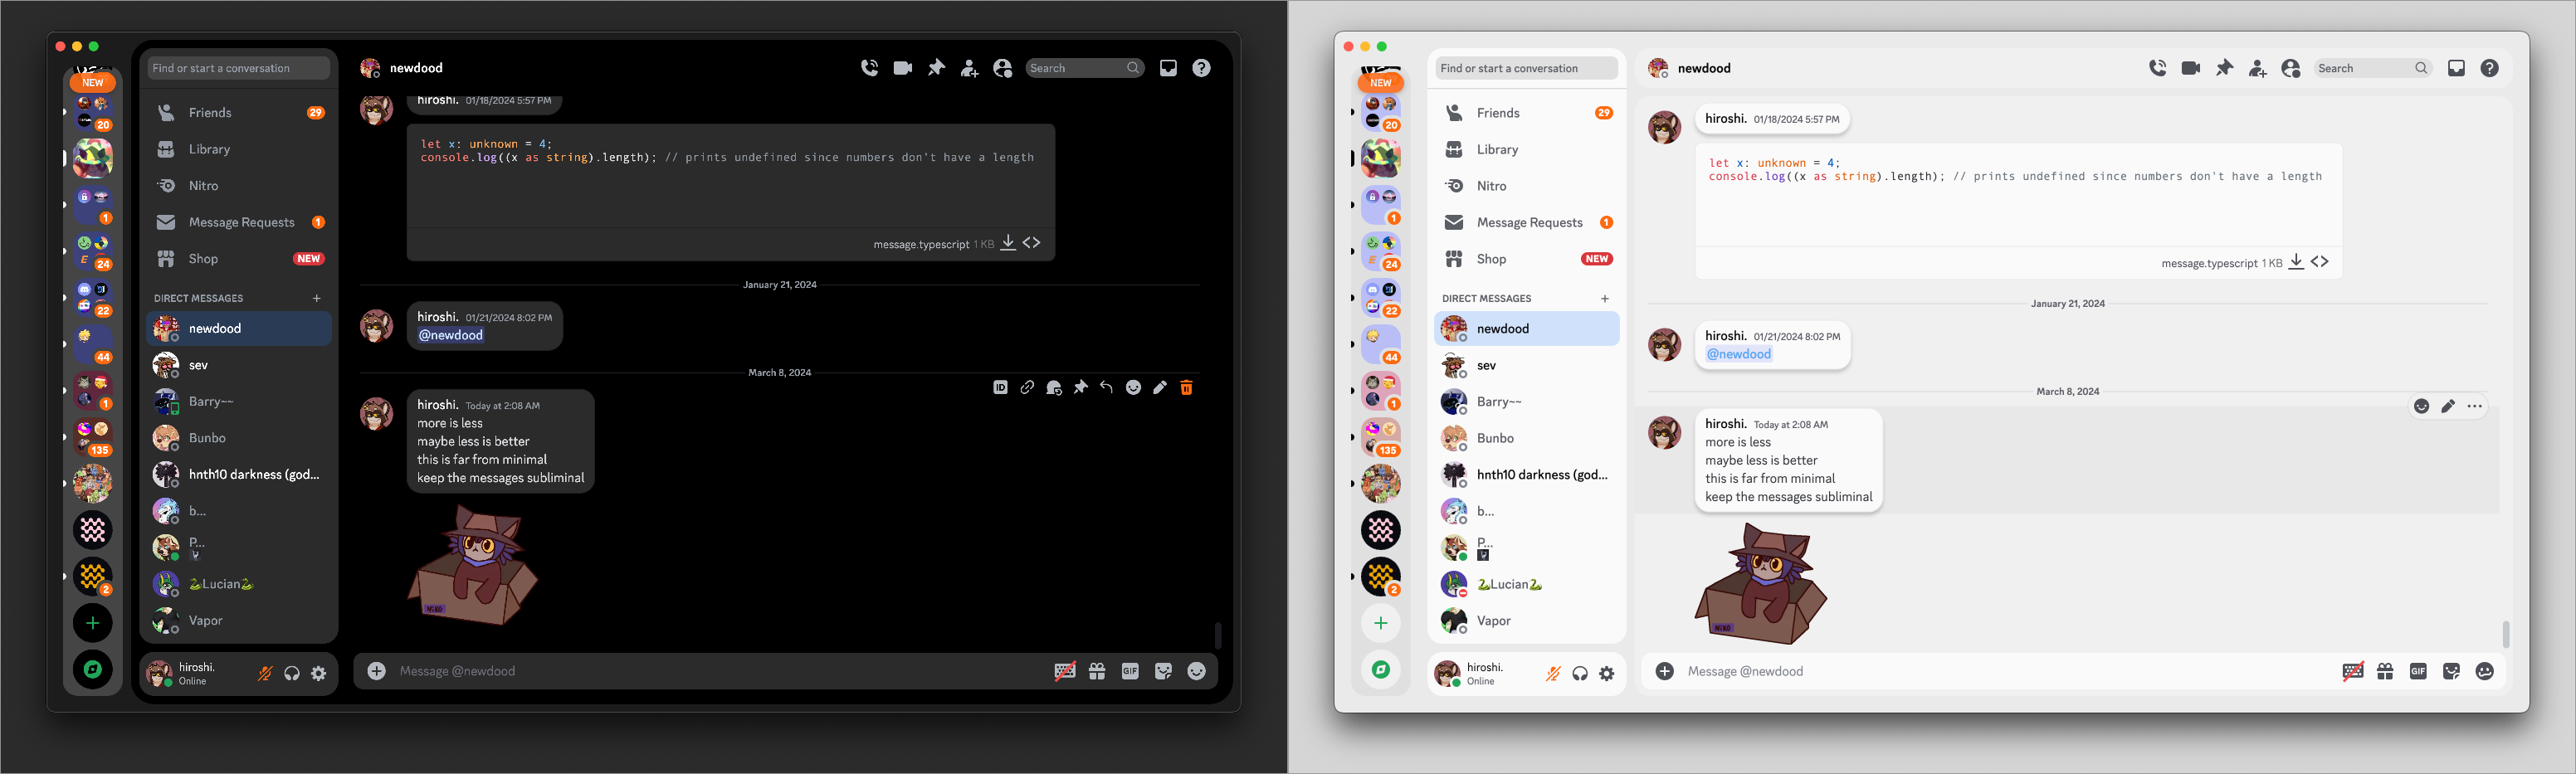 NEW
20
1
24
22
44
1
135
2
Find or start a conversation
Friends 29
Library
Nitro
Message Requests 1
Shop NEW
DIRECT MESSAGES +
newdood
sev
Barry~~
Bunbo
hnth10 darkness (god...
b...
P...
🐍Lucian🐍
Vapor
hiroshi.
Online
newdood
Search
hiroshi. 01/18/2024 5:57 PM
let x: unknown = 4;
console.log((x as string).length); // prints undefined since numbers don't have a length
message.typescript 1 KB
January 21, 2024
hiroshi. 01/21/2024 8:02 PM
@newdood
March 8, 2024
ID
hiroshi. Today at 2:08 AM
more is less
maybe less is better
this is far from minimal
keep the messages subliminal
NIKO
Message @newdood
GIF
NEW
20
1
24
22
44
1
135
2
Find or start a conversation
Friends 29
Library
Nitro
Message Requests 1
Shop NEW
DIRECT MESSAGES +
newdood
sev
Barry~~
Bunbo
hnth10 darkness (god...
b...
P...
🐍Lucian🐍
Vapor
hiroshi.
Online
newdood
Search
hiroshi. 01/18/2024 5:57 PM
let x: unknown = 4;
console.log((x as string).length); // prints undefined since numbers don't have a length
message.typescript 1 KB
January 21, 2024
hiroshi. 01/21/2024 8:02 PM
@newdood
March 8, 2024
hiroshi. Today at 2:08 AM
more is less
maybe less is better
this is far from minimal
keep the messages subliminal
NIKO
Message @newdood
GIF